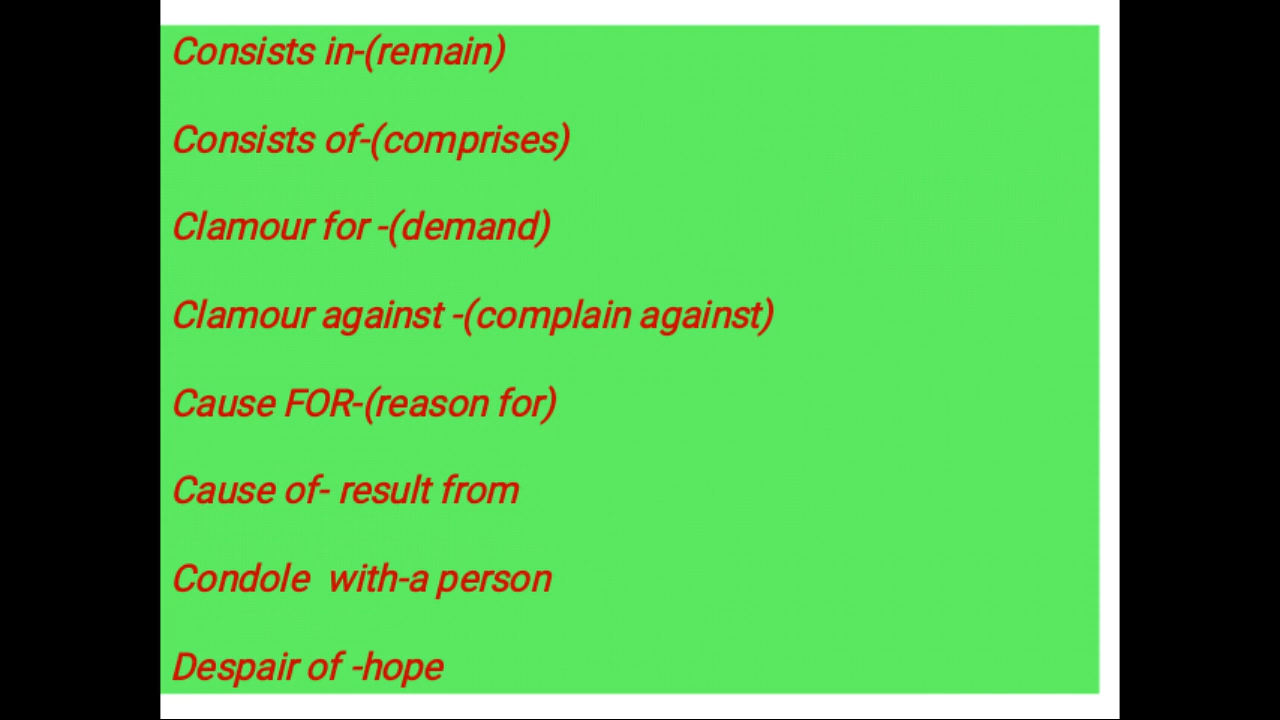 Consists in-(remain)
Consists of-(comprises)
Clamour for -(demand)
Clamour against -(complain against)
Cause FOR-(reason for)
Cause of- result from
Condole  with-a person
Despair of -hope